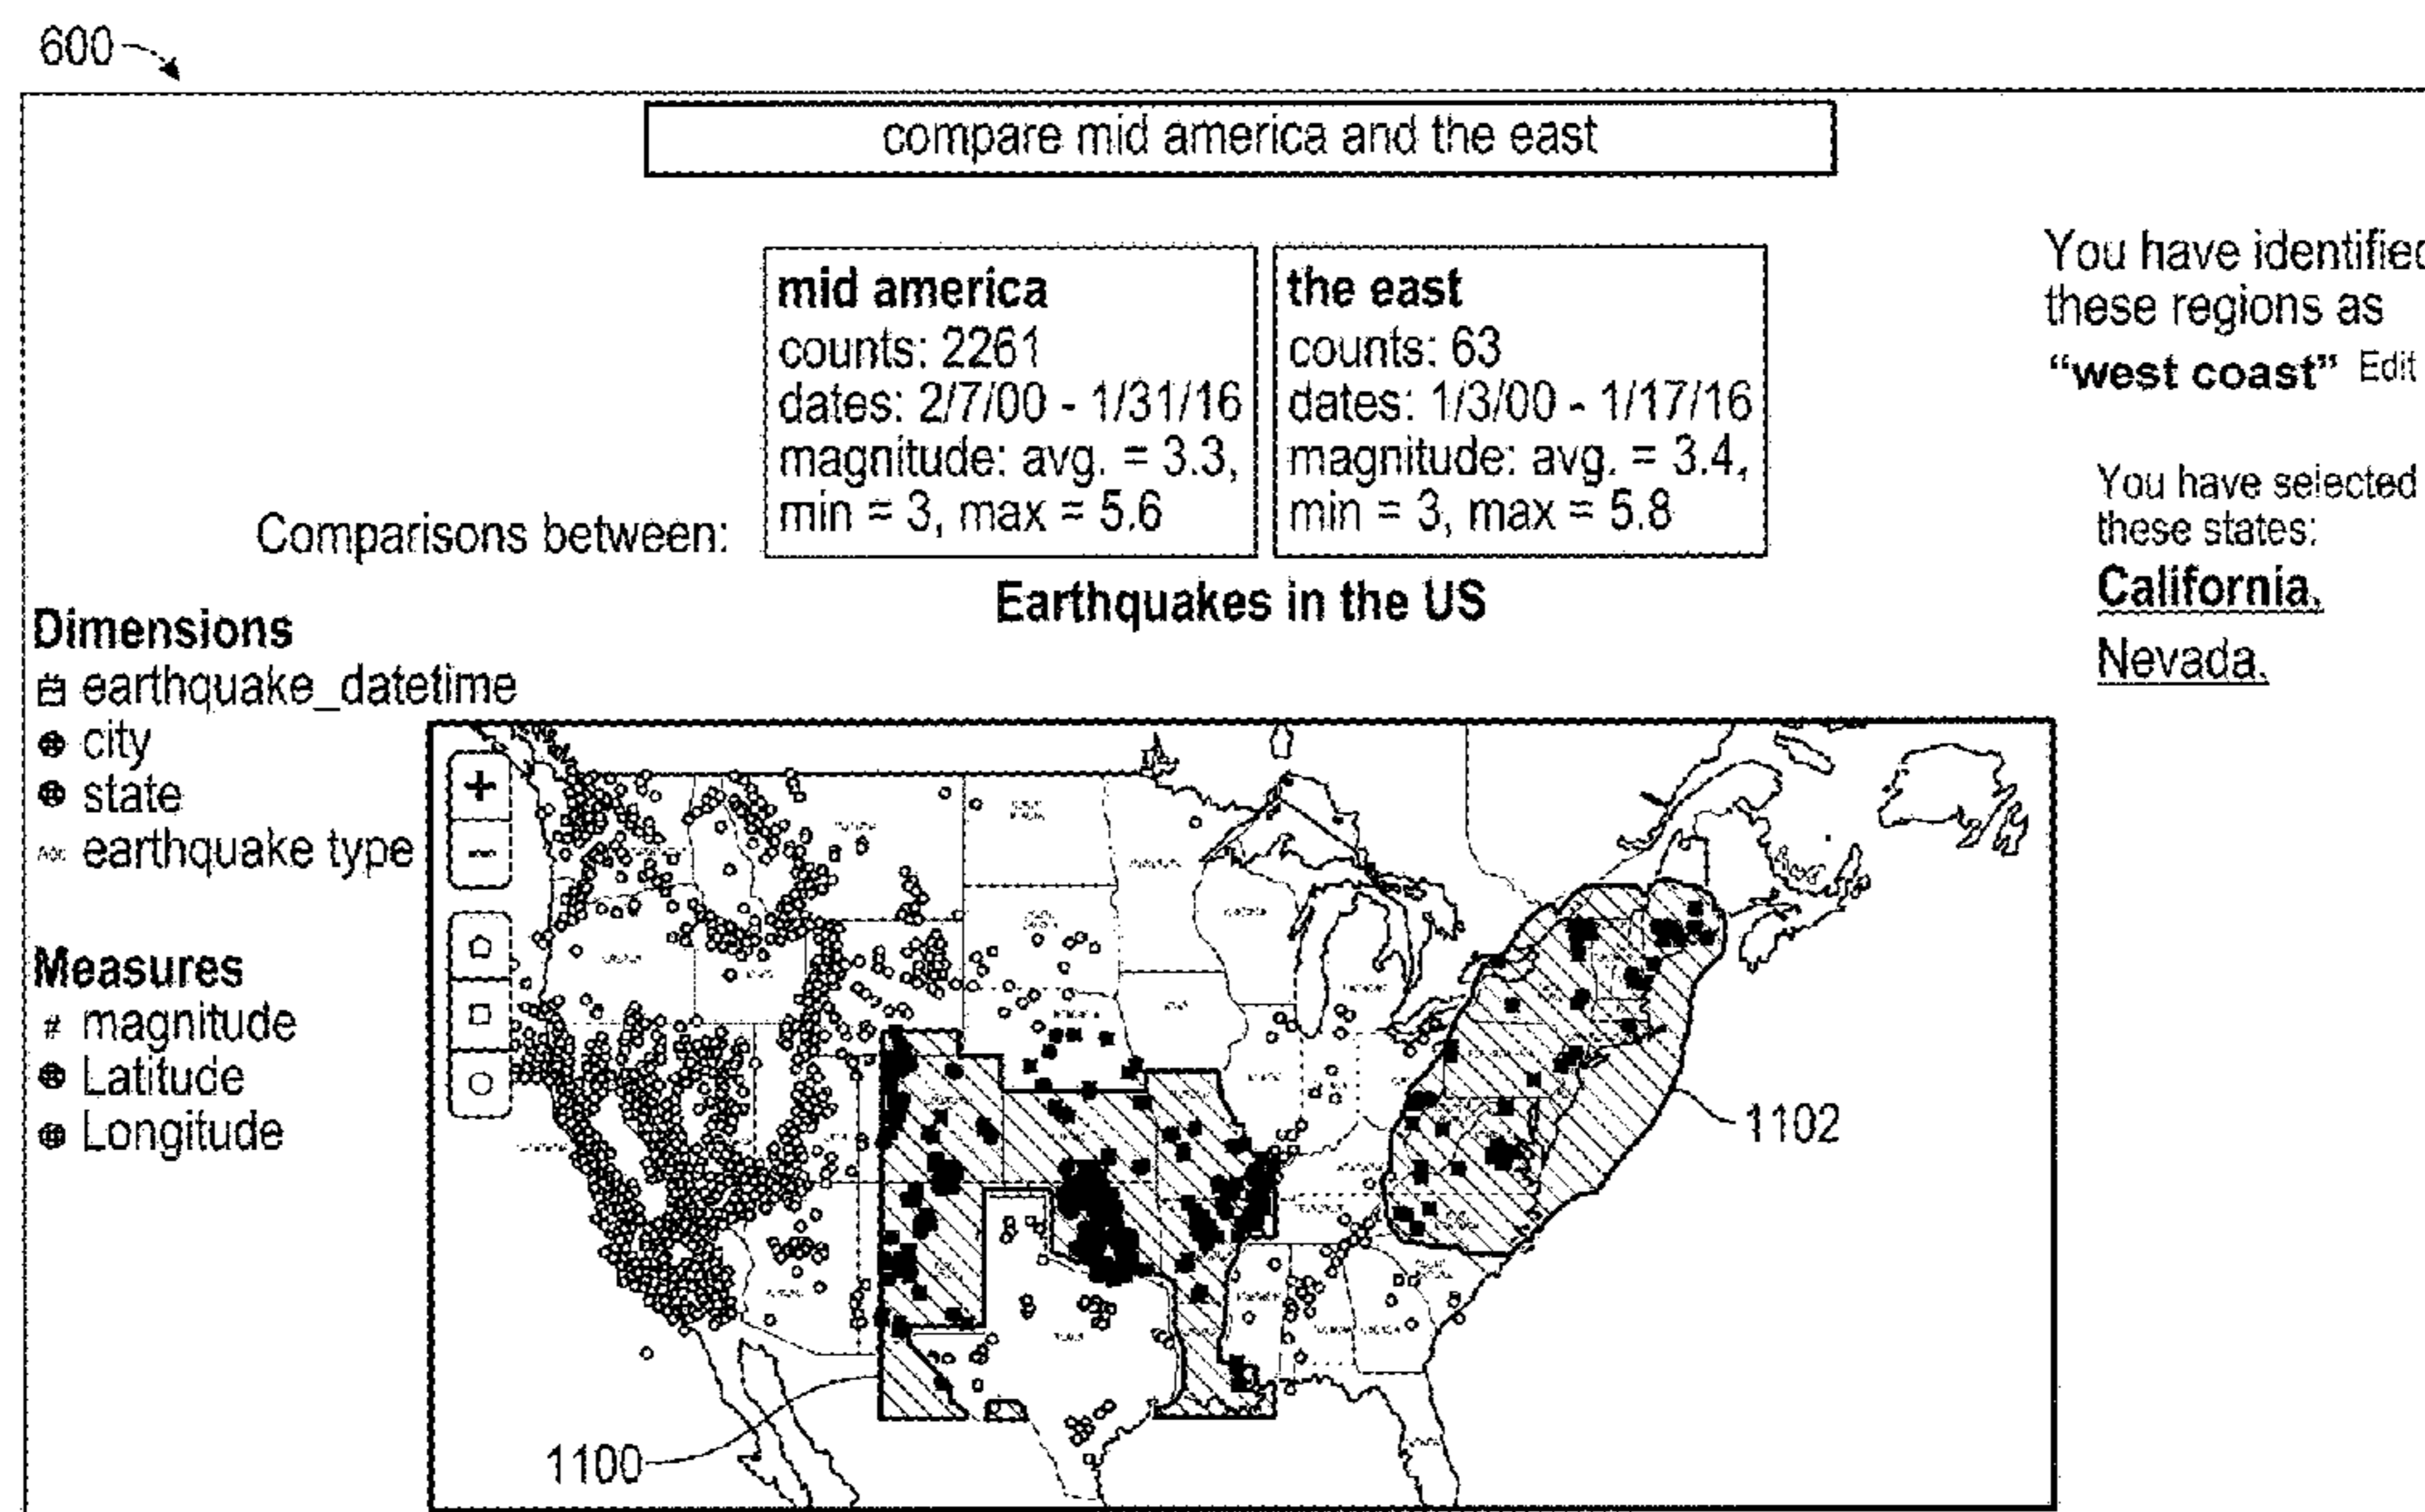 600
compare mid america and the east
mid america
counts: 2261
dates: 2/7/00 - 1/31/16
magnitude: avg. = 3.3,
min = 3, max = 5.6
the east
counts: 63
dates: 1/3/00 - 1/17/16
magnitude: avg. = 3.4,
min = 3, max = 5.8
You have identified
these regions as
“west coast” Edit
You have selected
these states:
California,
Nevada.
Comparisons between:
Earthquakes in the US
Dimensions
earthquake_datetime
city
state
Abc earthquake type
Measures
# magnitude
Latitude
Longitude
+
−
1102
1100